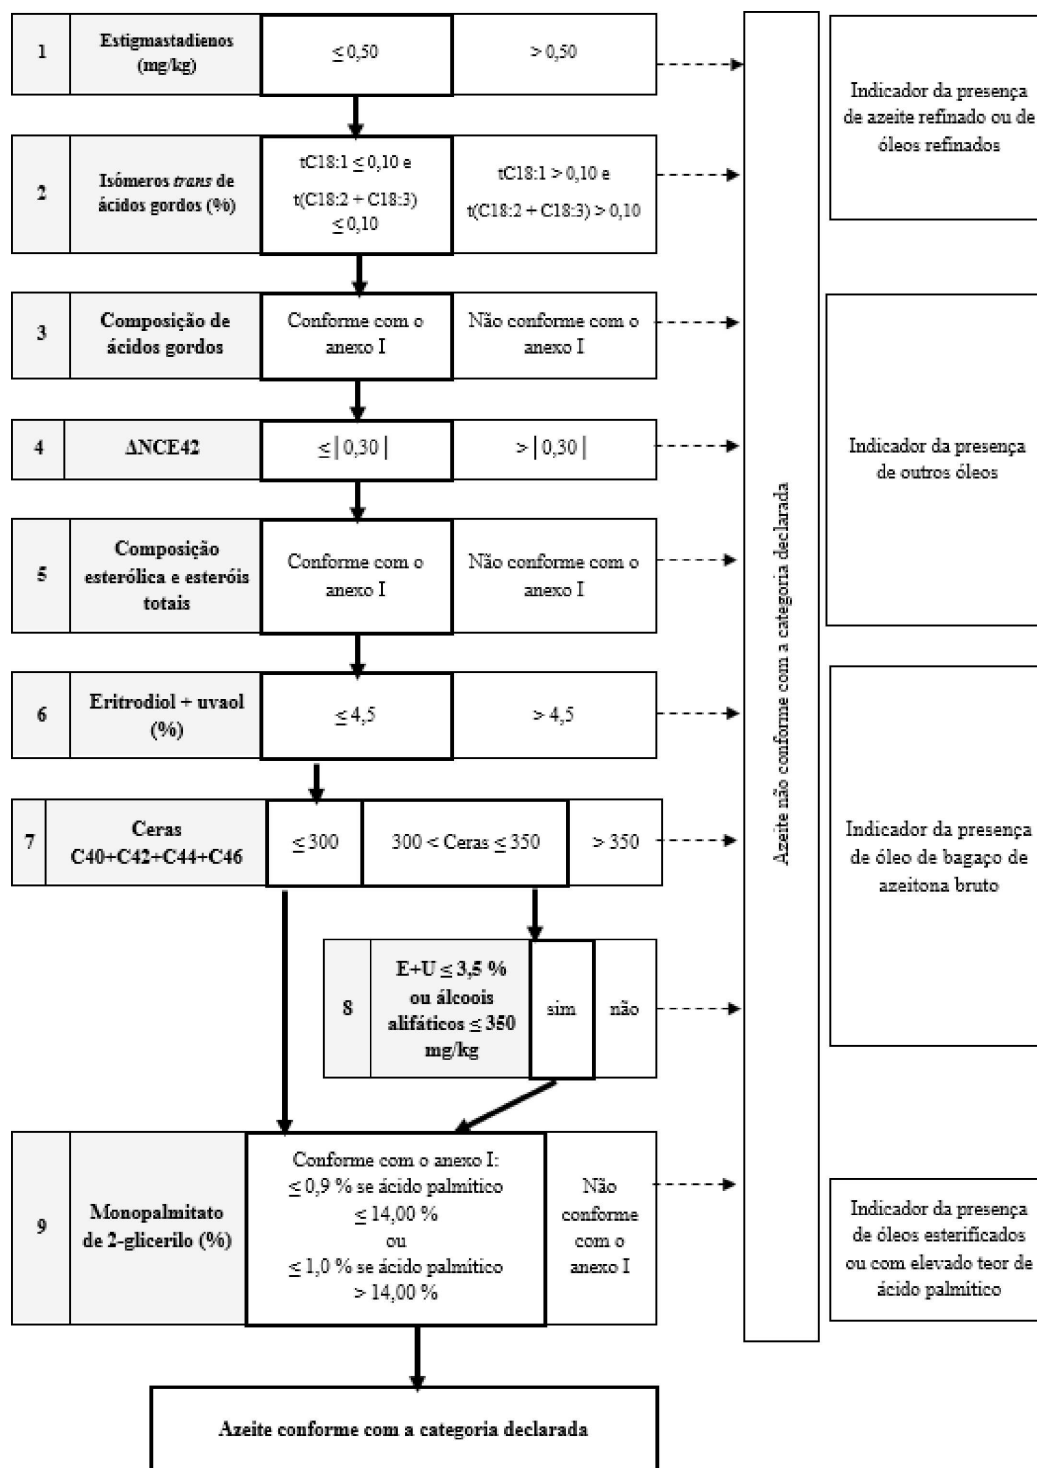 1
Estigmastadienos
(mg/kg)
≤ 0,50
> 0,50
2
Isómeros trans de
ácidos gordos (%)
tC18:1 ≤ 0,10 e
t(C18:2 + C18:3)
≤ 0,10
tC18:1 > 0,10 e
t(C18:2 + C18:3) > 0,10
3
Composição de
ácidos gordos
Conforme com o
anexo I
Não conforme com o
anexo I
4
ΔNCE42
≤ | 0,30 |
> | 0,30 |
5
Composição
esterólica e esteróis
totais
Conforme com o
anexo I
Não conforme com o
anexo I
6
Eritrodiol + uvaol
(%)
≤ 4,5
> 4,5
7
Ceras
C40+C42+C44+C46
≤ 300
300 < Ceras ≤ 350
> 350
8
E+U ≤ 3,5 %
ou álcoois
alifáticos ≤ 350
mg/kg
sim
não
9
Monopalmitato
de 2-glicerilo (%)
Conforme com o anexo I:
≤ 0,9 % se ácido palmítico
≤ 14,00 %
ou
≤ 1,0 % se ácido palmítico
> 14,00 %
Não
conforme
com o
anexo I
Azeite conforme com a categoria declarada
Azeite não conforme com a categoria declarada
Indicador da presença
de azeite refinado ou de
óleos refinados
Indicador da presença
de outros óleos
Indicador da presença
de óleo de bagaço de
azeitona bruto
Indicador da presença
de óleos esterificados
ou com elevado teor de
ácido palmítico